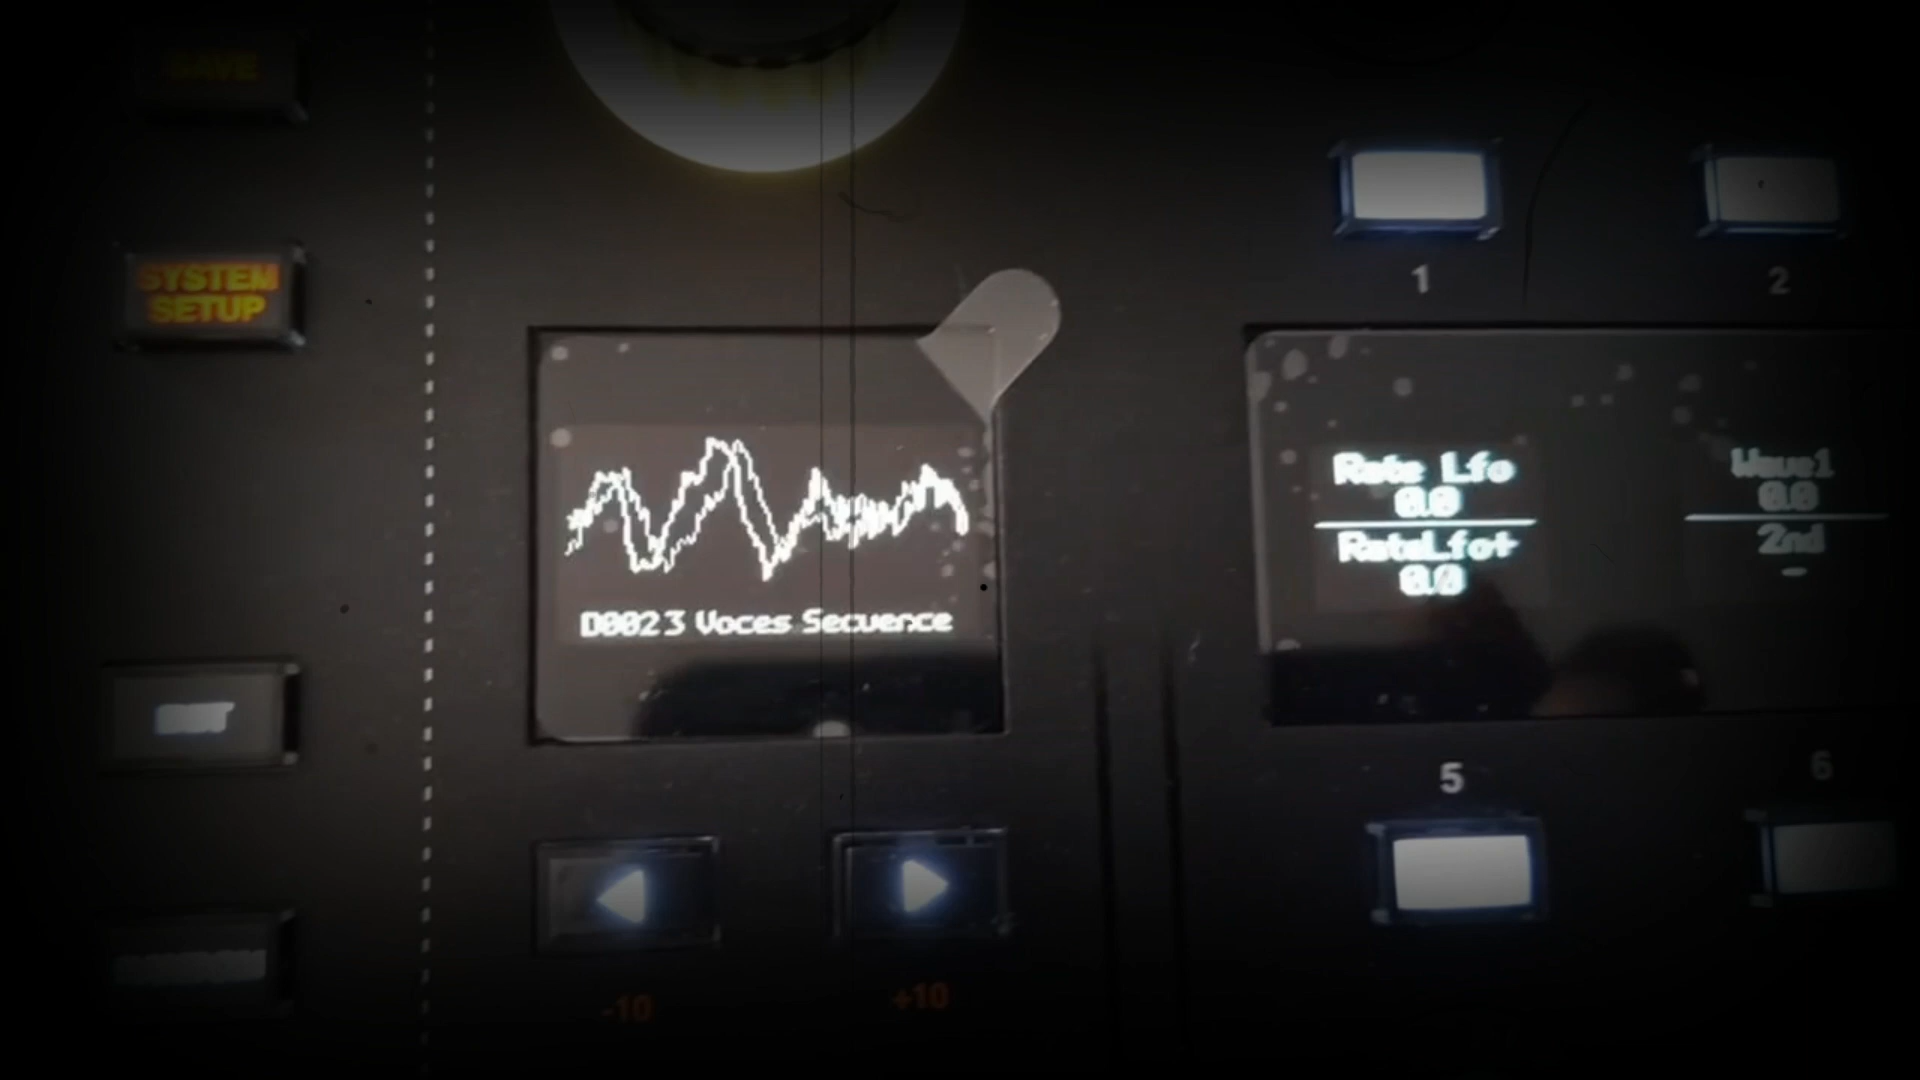 SAVE
SYSTEM
SETUP
D0023 Voces Secuence
-10
+10
1
2
Rate Lfo
0.0
RateLfo+
0.0
Wave1
0.0
2nd
-
5
6